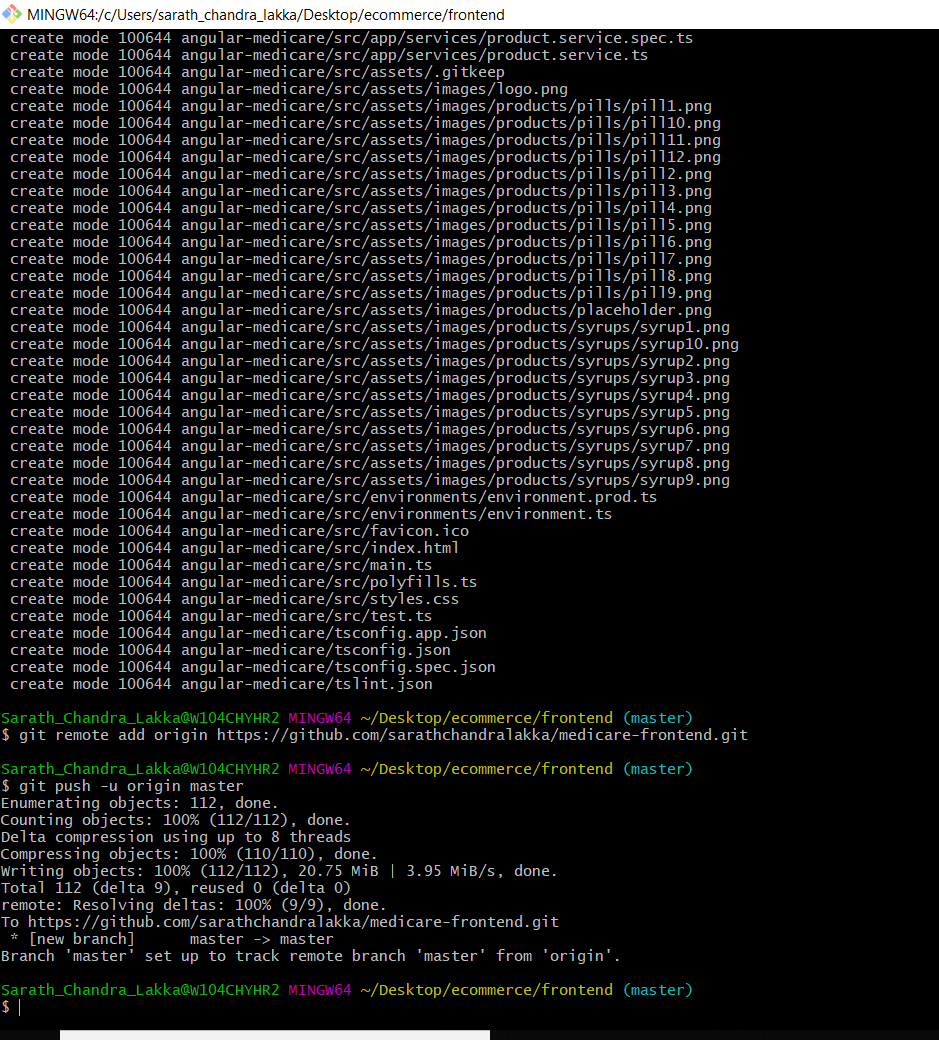 MINGW64:/c/Users/sarath_chandra_lakka/Desktop/ecommerce/frontend
create mode 100644 angular-medicare/src/app/services/product.service.spec.ts
create mode 100644 angular-medicare/src/app/services/product.service.ts
create mode 100644 angular-medicare/src/assets/.gitkeep
create mode 100644 angular-medicare/src/assets/images/logo.png
create mode 100644 angular-medicare/src/assets/images/products/pills/pill1.png
create mode 100644 angular-medicare/src/assets/images/products/pills/pill10.png
create mode 100644 angular-medicare/src/assets/images/products/pills/pill11.png
create mode 100644 angular-medicare/src/assets/images/products/pills/pill12.png
create mode 100644 angular-medicare/src/assets/images/products/pills/pill2.png
create mode 100644 angular-medicare/src/assets/images/products/pills/pill3.png
create mode 100644 angular-medicare/src/assets/images/products/pills/pill4.png
create mode 100644 angular-medicare/src/assets/images/products/pills/pill5.png
create mode 100644 angular-medicare/src/assets/images/products/pills/pill6.png
create mode 100644 angular-medicare/src/assets/images/products/pills/pill7.png
create mode 100644 angular-medicare/src/assets/images/products/pills/pill8.png
create mode 100644 angular-medicare/src/assets/images/products/pills/pill9.png
create mode 100644 angular-medicare/src/assets/images/products/placeholder.png
create mode 100644 angular-medicare/src/assets/images/products/syrups/syrup1.png
create mode 100644 angular-medicare/src/assets/images/products/syrups/syrup10.png
create mode 100644 angular-medicare/src/assets/images/products/syrups/syrup2.png
create mode 100644 angular-medicare/src/assets/images/products/syrups/syrup3.png
create mode 100644 angular-medicare/src/assets/images/products/syrups/syrup4.png
create mode 100644 angular-medicare/src/assets/images/products/syrups/syrup5.png
create mode 100644 angular-medicare/src/assets/images/products/syrups/syrup6.png
create mode 100644 angular-medicare/src/assets/images/products/syrups/syrup7.png
create mode 100644 angular-medicare/src/assets/images/products/syrups/syrup8.png
create mode 100644 angular-medicare/src/assets/images/products/syrups/syrup9.png
create mode 100644 angular-medicare/src/environments/environment.prod.ts
create mode 100644 angular-medicare/src/environments/environment.ts
create mode 100644 angular-medicare/src/favicon.ico
create mode 100644 angular-medicare/src/index.html
create mode 100644 angular-medicare/src/main.ts
create mode 100644 angular-medicare/src/polyfills.ts
create mode 100644 angular-medicare/src/styles.css
create mode 100644 angular-medicare/src/test.ts
create mode 100644 angular-medicare/tsconfig.app.json
create mode 100644 angular-medicare/tsconfig.json
create mode 100644 angular-medicare/tsconfig.spec.json
create mode 100644 angular-medicare/tslint.json
Sarath_Chandra_Lakka@W104CHYHR2 MINGW64 ~/Desktop/ecommerce/frontend (master)
$ git remote add origin https://github.com/sarathchandralakka/medicare-frontend.git
Sarath_Chandra_Lakka@W104CHYHR2 MINGW64 ~/Desktop/ecommerce/frontend (master)
$ git push -u origin master
Enumerating objects: 112, done.
Counting objects: 100% (112/112), done.
Delta compression using up to 8 threads
Compressing objects: 100% (110/110), done.
Writing objects: 100% (112/112), 20.75 MiB | 3.95 MiB/s, done.
Total 112 (delta 9), reused 0 (delta 0)
remote: Resolving deltas: 100% (9/9), done.
To https://github.com/sarathchandralakka/medicare-frontend.git
* [new branch]      master -> master
Branch 'master' set up to track remote branch 'master' from 'origin'.
Sarath_Chandra_Lakka@W104CHYHR2 MINGW64 ~/Desktop/ecommerce/frontend (master)
$